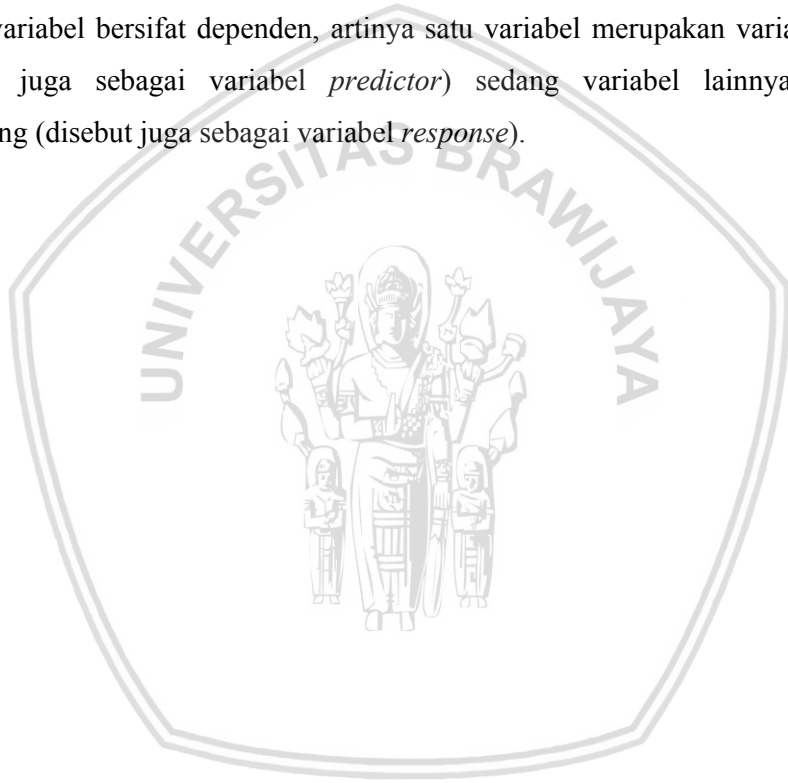 variabel bersifat dependen, artinya satu variabel merupakan varia
juga sebagai variabel predictor) sedang variabel lainnya
ng (disebut juga sebagai variabel response).
UNIVERSITAS BRAWIJAYA